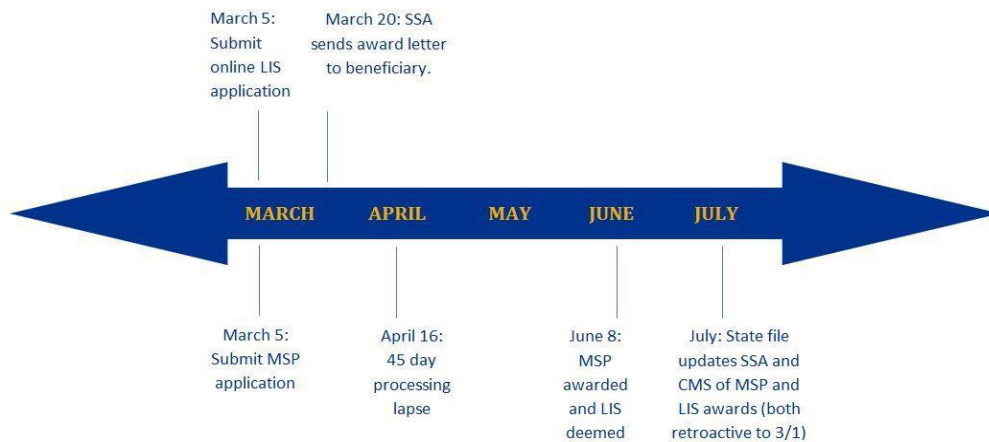 March 5:
Submit
online LIS
application
March 20: SSA
sends award letter
to beneficiary.
MARCH
APRIL
MAY
JUNE
JULY
March 5:
Submit MSP
application
April 16:
45 day
processing
lapse
June 8:
MSP
awarded
and LIS
deemed
July: State file
updates SSA and
CMS of MSP and
LIS awards (both
retroactive to 3/1)